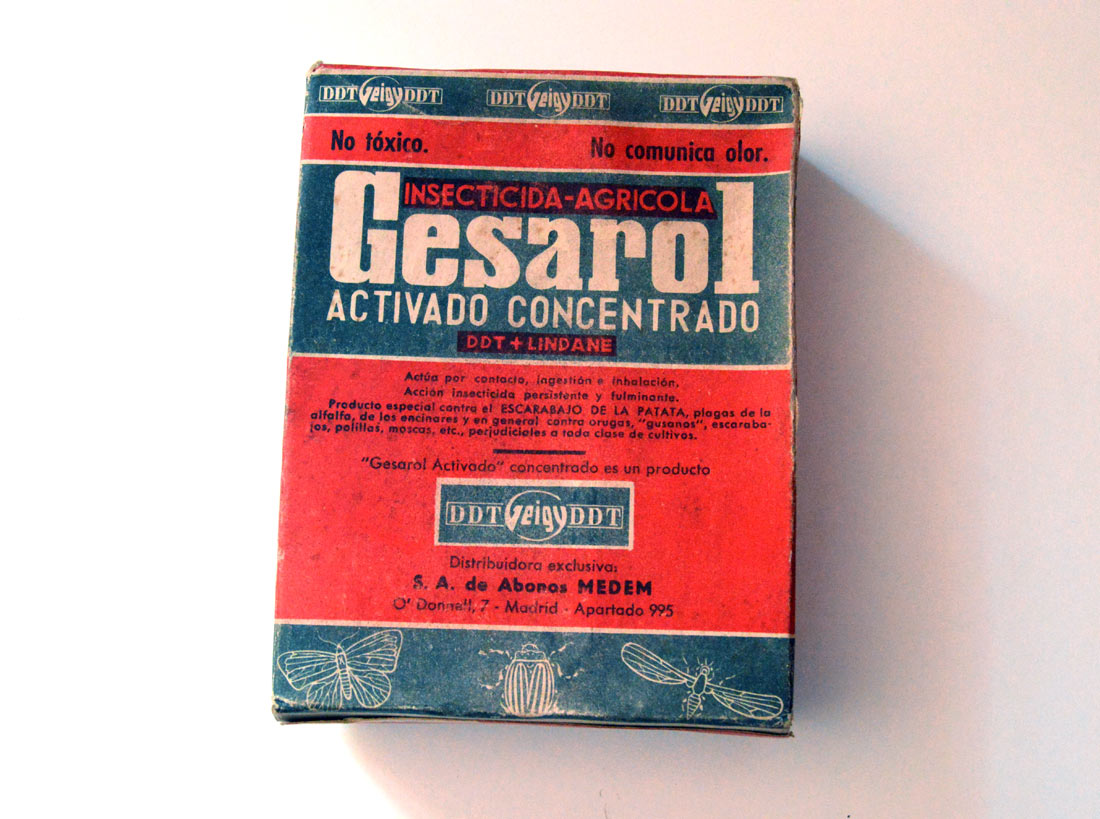 DDT Geigy DDT DDT Geigy DDT DDT Geigy DDT
No tóxico. No comunica olor.
INSECTICIDA-AGRICOLA
Gesarol
ACTIVADO CONCENTRADO
DDT + LINDANE
Actúa por contacto, ingestión e inhalación.
Acción insecticida persistente y fulminante.
Producto especial contra el ESCARABAJO DE LA PATATA, plagas de la
alfalfa, de los encinares y en general contra orugas, "gusanos", escaraba-
jos, polillas, moscas, etc., perjudiciales a toda clase de cultivos.
"Gesarol Activado" concentrado es un producto
DDT Geigy DDT
Distribuidora exclusiva:
S. A. de Abonos MEDEM
O'Donnell, 7 - Madrid - Apartado 995